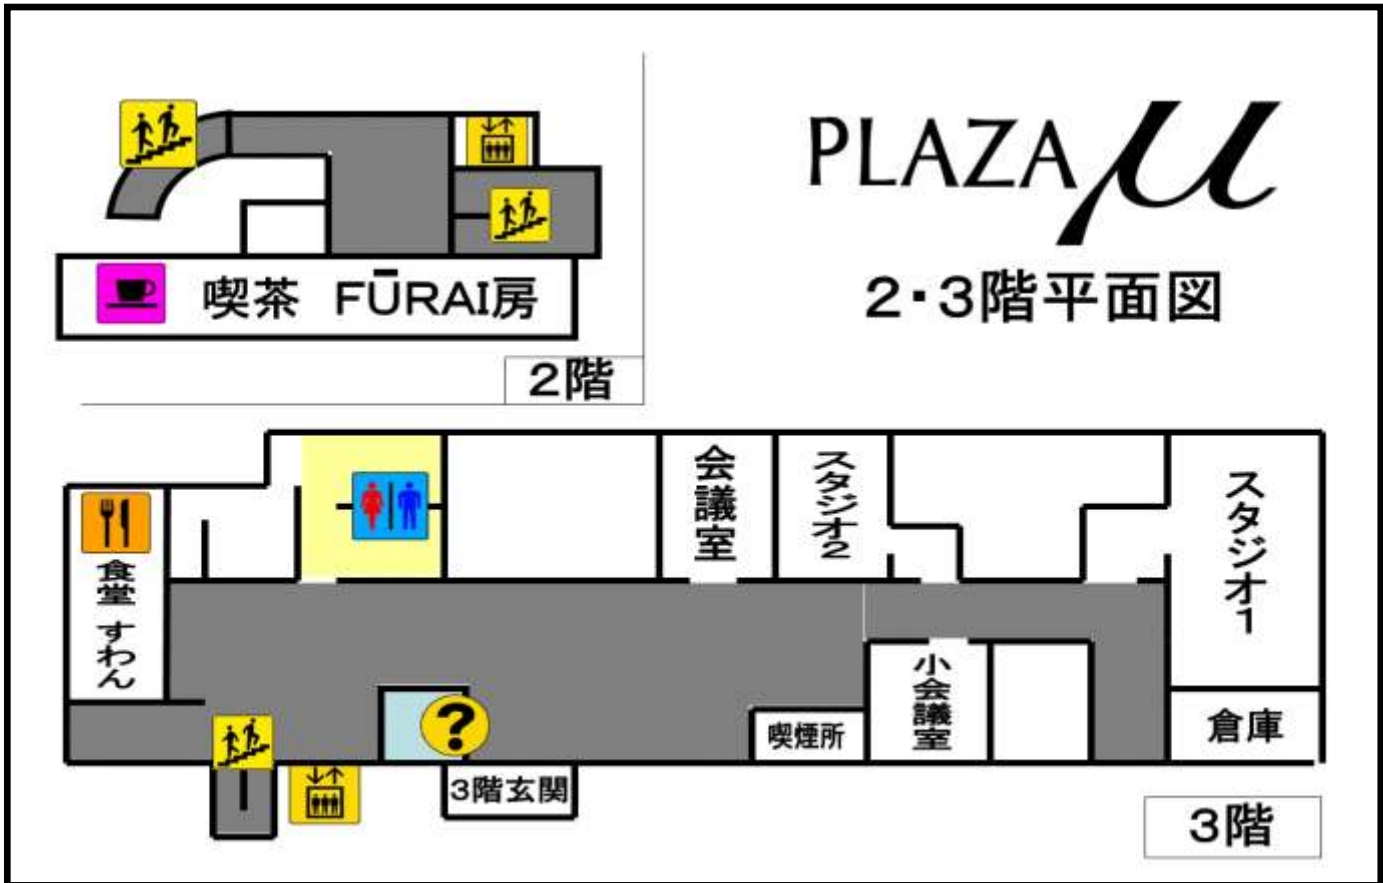 PLAZA μ
2・3階平面図
喫茶 FŪRAI房
2階
会議室
スタジオ2
スタジオ1
食堂 すわん
?
小会議室
喫煙所
倉庫
3階玄関
3階